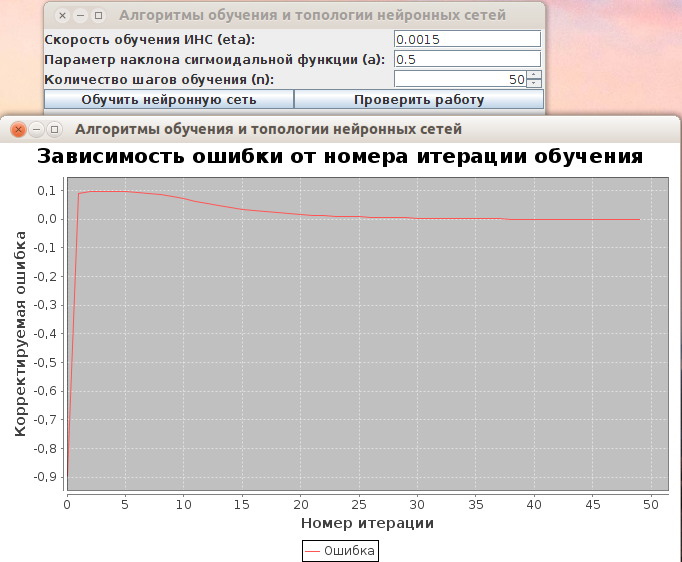 Алгоритмы обучения и топологии нейронных сетей
Скорость обучения ИНС (eta): 0.0015
Параметр наклона сигмоидальной функции (a): 0.5
Количество шагов обучения (n): 50
Обучить нейронную сеть Проверить работу
Алгоритмы обучения и топологии нейронных сетей
Зависимость ошибки от номера итерации обучения
Корректируемая ошибка
0,1
0,0
-0,1
-0,2
-0,3
-0,4
-0,5
-0,6
-0,7
-0,8
-0,9
0 5 10 15 20 25 30 35 40 45 50
Номер итерации
Ошибка